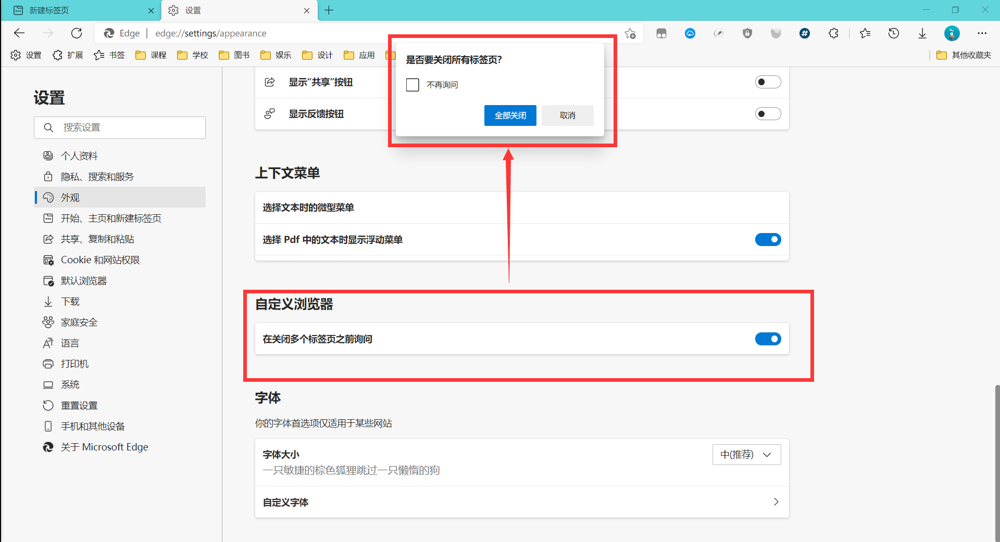 新建标签页
设置
Edge
edge://settings/appearance
设置
扩展
书签
课程
学校
图书
娱乐
设计
应用
其他收藏夹
是否要关闭所有标签页?
不再询问
全部关闭
取消
设置
搜索设置
个人资料
隐私、搜索和服务
外观
开始、主页和新建标签页
共享、复制和粘贴
Cookie 和网站权限
默认浏览器
下载
家庭安全
语言
打印机
系统
重置设置
手机和其他设备
关于 Microsoft Edge
显示“共享”按钮
显示反馈按钮
上下文菜单
选择文本时的微型菜单
选择 Pdf 中的文本时显示浮动菜单
自定义浏览器
在关闭多个标签页之前询问
字体
你的字体首选项仅适用于某些网站
字体大小
中(推荐)
一只敏捷的棕色狐狸跳过一只懒惰的狗
自定义字体